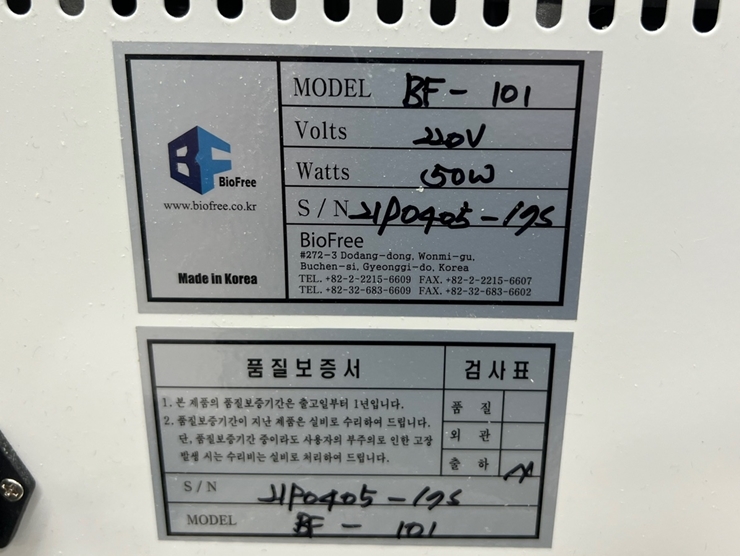 BF
BioFree
www.biofree.co.kr
Made in Korea
MODEL BF - 101
Volts 220V
Watts 50W
S / N 21P0405-19S
BioFree
#272-3 Dodang-dong, Wonmi-gu,
Buchen-si, Gyeonggi-do, Korea
TEL. +82-2-2215-6609 FAX. +82-2-2215-6607
TEL. +82-32-683-6609 FAX. +82-32-683-6602
품질보증서
1. 본 제품의 품질보증기간은 출고일부터 1년입니다.
2. 품질보증기간이 지난 제품은 실비로 수리하여 드립니다.
단, 품질보증기간 중이라도 사용자의 부주의로 인한 고장
발생 시는 수리비는 실비로 처리하여 드립니다.
검사표
품 질
외 관
출 하
S / N 21P0405-19S
MODEL BF - 101